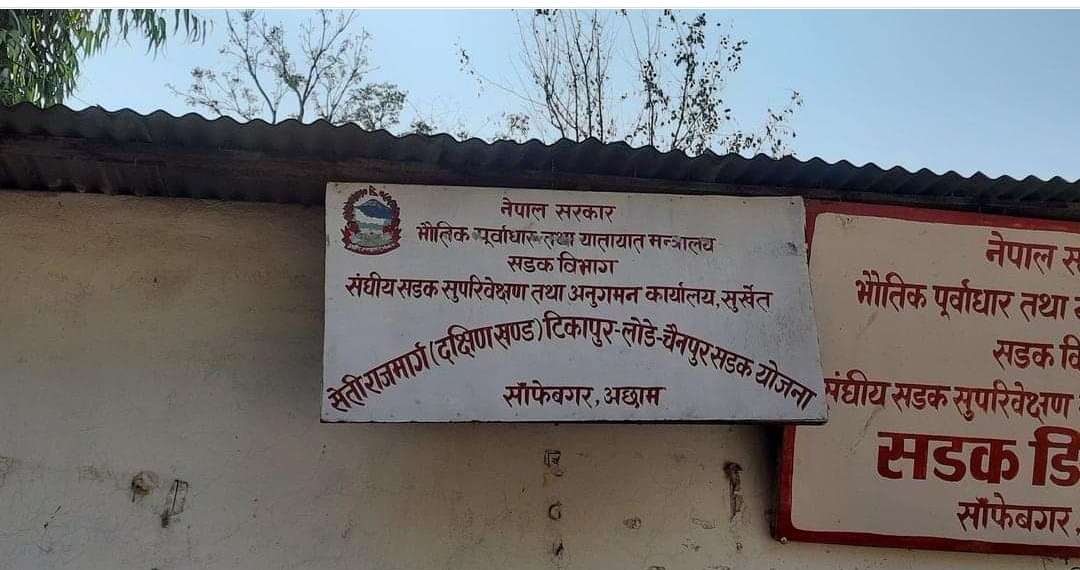 नेपाल सरकार
भौतिक पूर्वाधार तथा यातायात मन्त्रालय
सडक विभाग
संघीय सडक सुपरिवेक्षण तथा अनुगमन कार्यालय, सुर्खेत
सेती राजमार्ग (दक्षिण खण्ड) टिकापुर-लोडे-चैनपुर सडक योजना
साँफेबगर, अछाम
नेपाल
भौतिक पूर्वाधार तथा
सडक
संघीय सडक सुपरिवेक्षण
सडक डि
साँफेबगर,